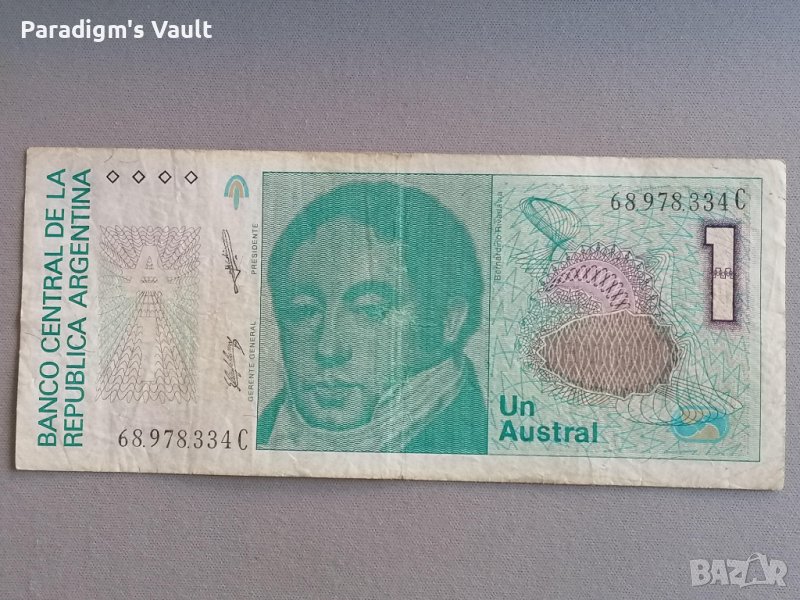 Paradigm's Vault
BANCO CENTRAL DE LA
REPUBLICA ARGENTINA
PRESIDENTE
GERENTE GENERAL
68.978.334 C
Bernardino Rivadavia
68.978.334 C
1
Un
Austral
BAZAR